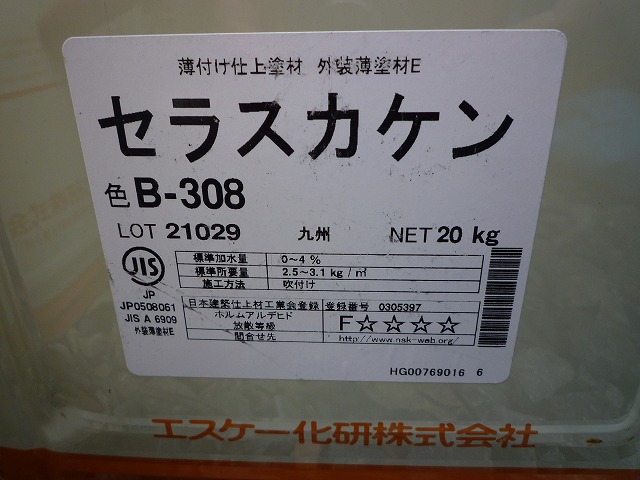 薄付け仕上塗材 外装薄塗材E
セラスカケン
色 B-308
LOT 21029 九州 NET 20 kg
標準加水量 0~4 %
標準所要量 2.5~3.1 kg / ㎡
施工方法 吹付け
JIS
JP
JP0508061
JIS A 6909
外装薄塗材E
日本建築仕上材工業会登録 登録番号 0305397
ホルムアルデヒド
放散等級
F☆☆☆☆
問合せ先 http://www.nsk-web.org/
HG00769016 6
エスケー化研株式会社